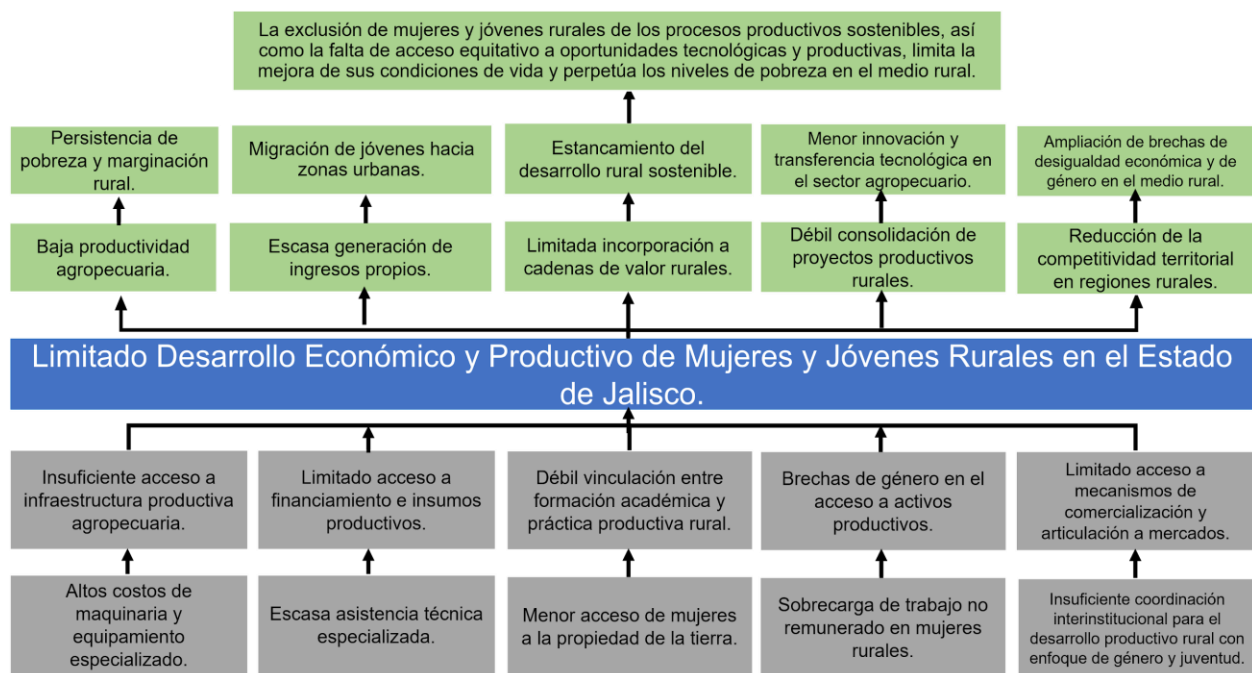 La exclusión de mujeres y jóvenes rurales de los procesos productivos sostenibles, así
como la falta de acceso equitativo a oportunidades tecnológicas y productivas, limita la
mejora de sus condiciones de vida y perpetúa los niveles de pobreza en el medio rural.
Persistencia de
pobreza y marginación
rural.
Migración de jóvenes hacia
zonas urbanas.
Estancamiento del
desarrollo rural sostenible.
Menor innovación y
transferencia tecnológica en
el sector agropecuario.
Ampliación de brechas de
desigualdad económica y de
género en el medio rural.
Baja productividad
agropecuaria.
Escasa generación de
ingresos propios.
Limitada incorporación a
cadenas de valor rurales.
Débil consolidación de
proyectos productivos
rurales.
Reducción de la
competitividad territorial
en regiones rurales.
Limitado Desarrollo Económico y Productivo de Mujeres y Jóvenes Rurales en el Estado
de Jalisco.
Insuficiente acceso a
infraestructura productiva
agropecuaria.
Limitado acceso a
financiamiento e insumos
productivos.
Débil vinculación entre
formación académica y
práctica productiva rural.
Brechas de género en el
acceso a activos
productivos.
Limitado acceso a
mecanismos de
comercialización y
articulación a mercados.
Altos costos de
maquinaria y
equipamiento
especializado.
Escasa asistencia técnica
especializada.
Menor acceso de mujeres
a la propiedad de la tierra.
Sobrecarga de trabajo no
remunerado en mujeres
rurales.
Insuficiente coordinación
interinstitucional para el
desarrollo productivo rural con
enfoque de género y juventud.